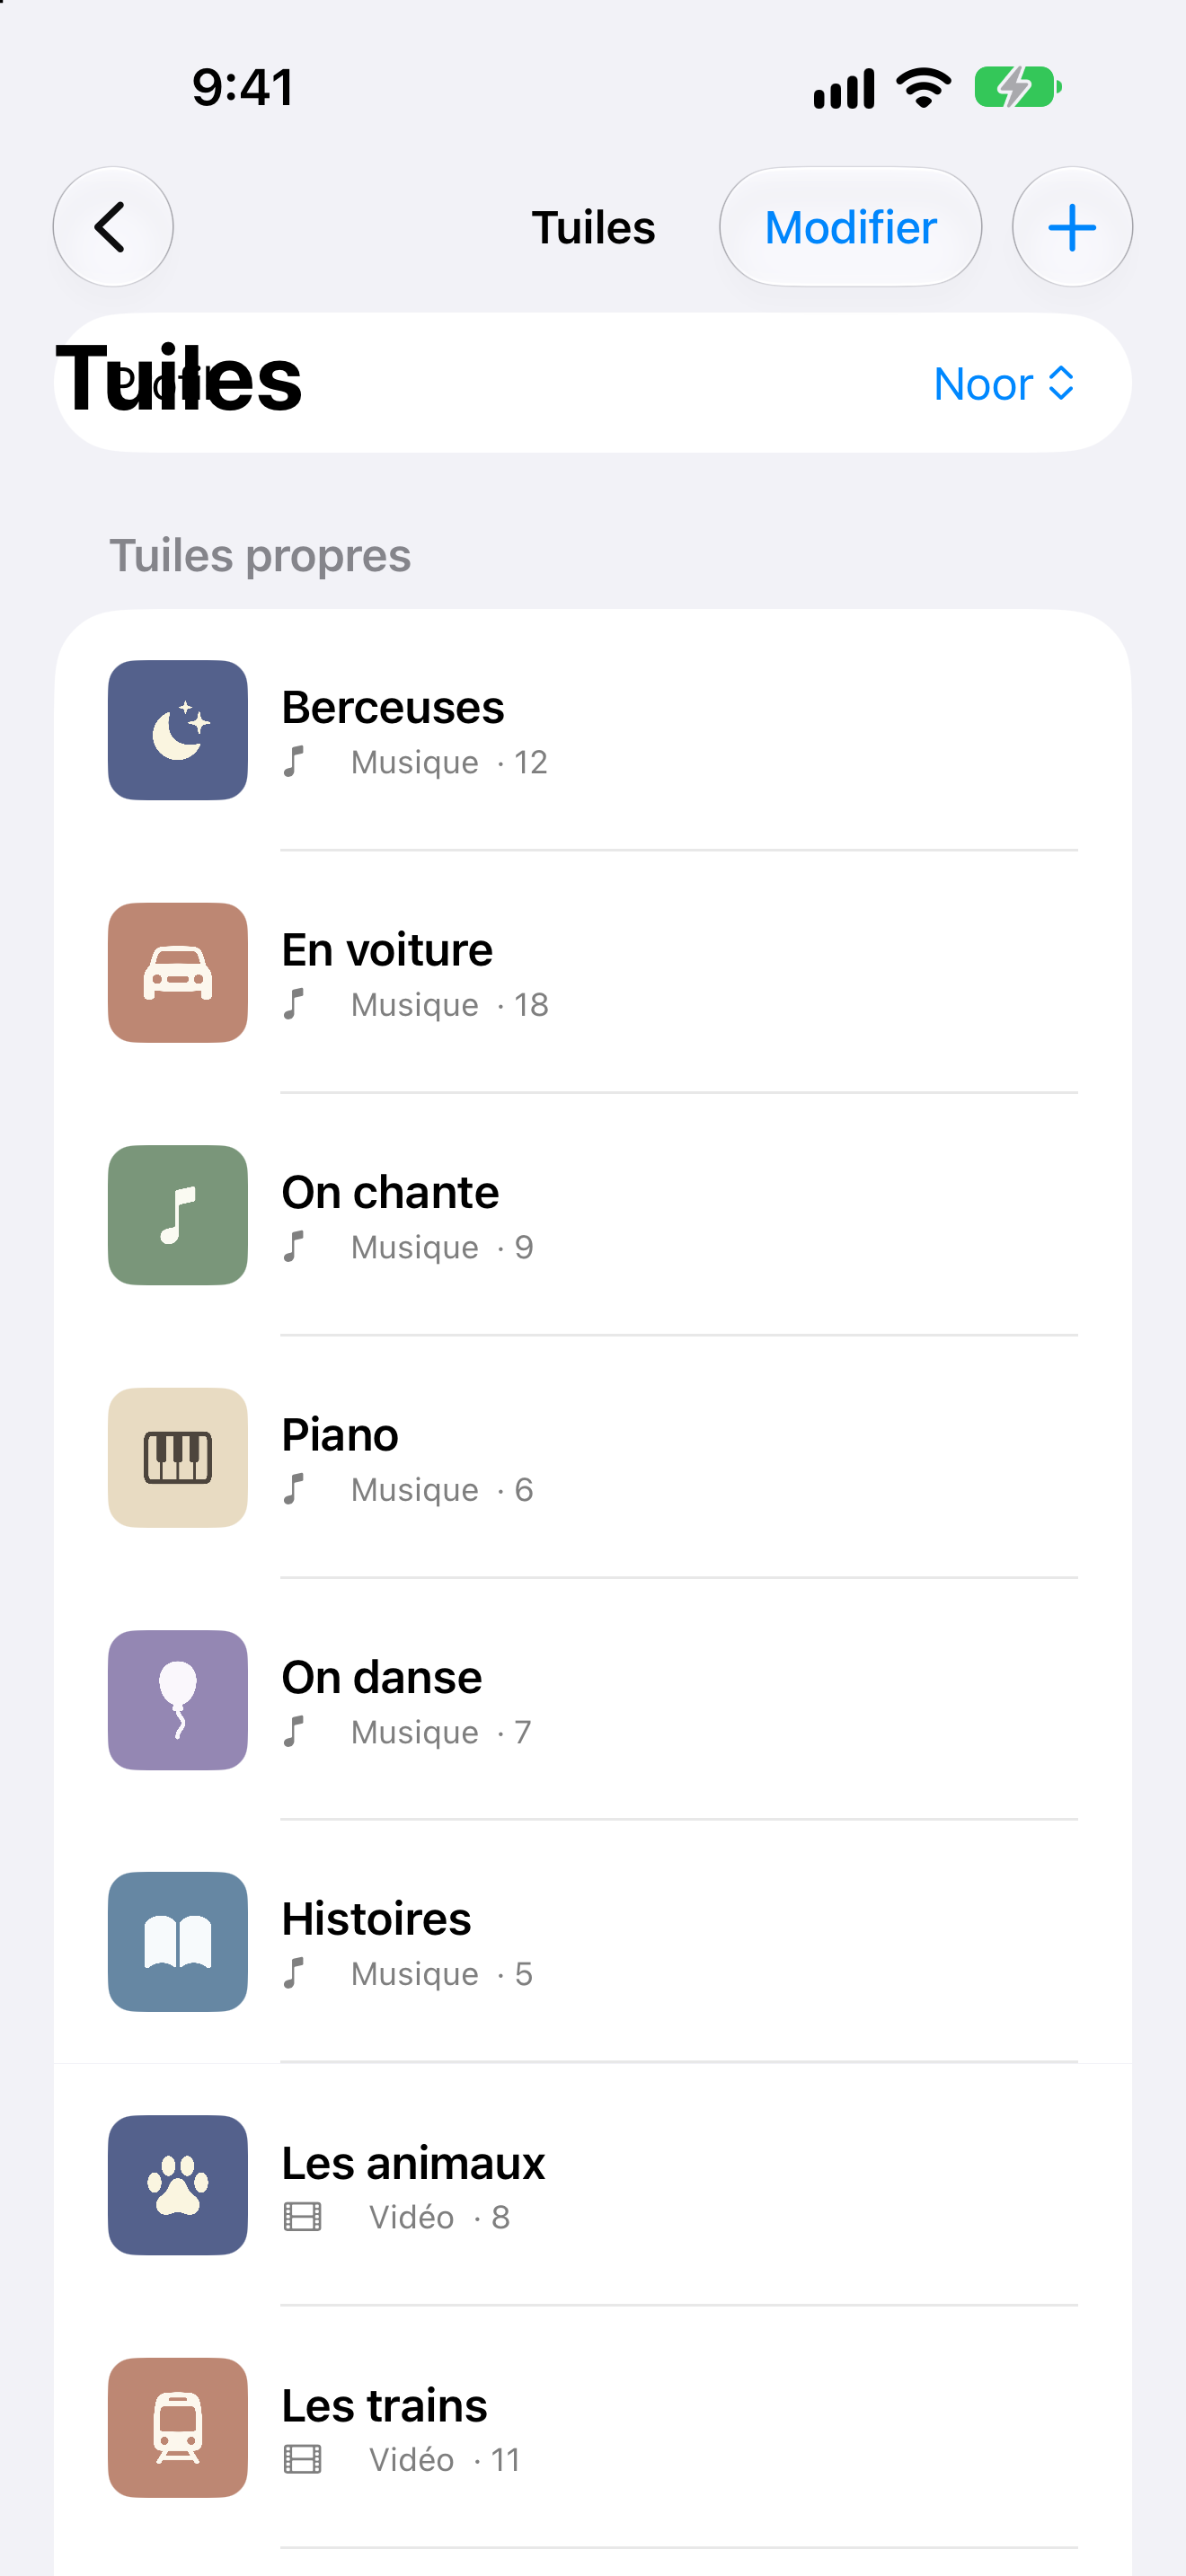 9:41
Tuiles
Modifier
Tuiles
Profil
Noor
Tuiles propres
Berceuses
Musique · 12
En voiture
Musique · 18
On chante
Musique · 9
Piano
Musique · 6
On danse
Musique · 7
Histoires
Musique · 5
Les animaux
Vidéo · 8
Les trains
Vidéo · 11